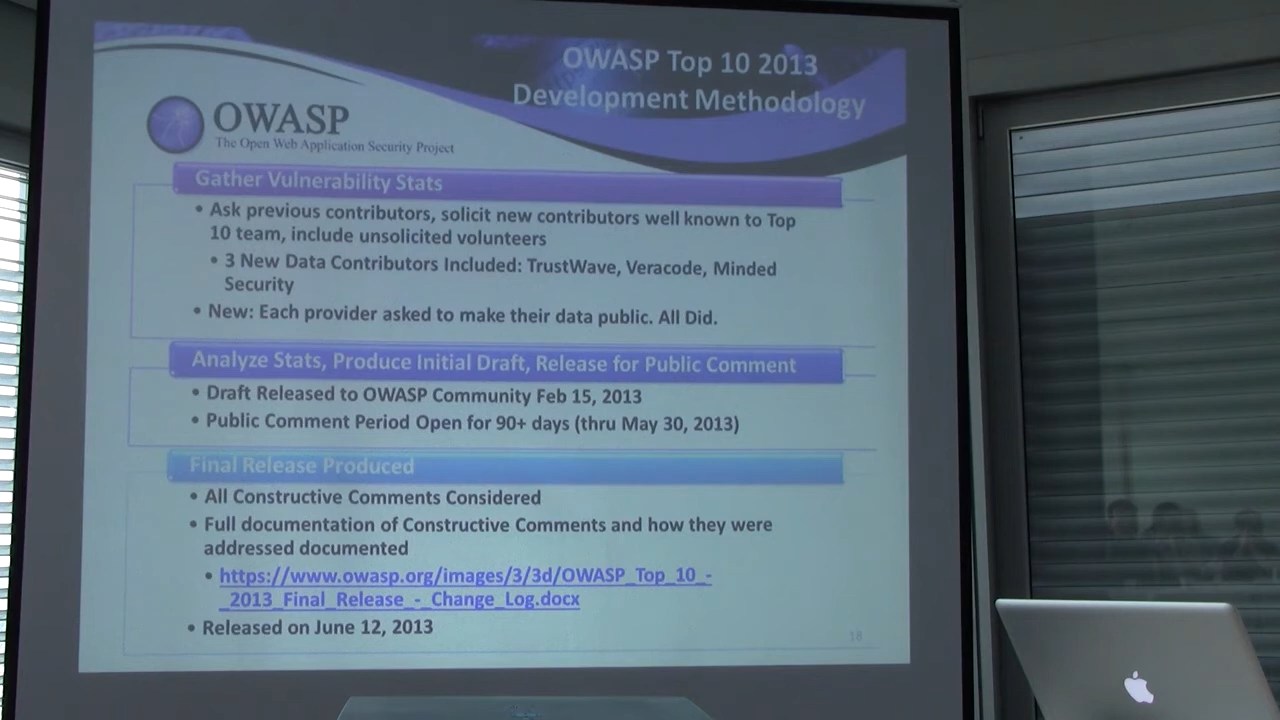 OWASP Top 10 2013
Development Methodology
OWASP
The Open Web Application Security Project
Gather Vulnerability Stats
• Ask previous contributors, solicit new contributors well known to Top
10 team, include unsolicited volunteers
• 3 New Data Contributors Included: TrustWave, Veracode, Minded
Security
• New: Each provider asked to make their data public. All Did.
Analyze Stats, Produce Initial Draft, Release for Public Comment
• Draft Released to OWASP Community Feb 15, 2013
• Public Comment Period Open for 90+ days (thru May 30, 2013)
Final Release Produced
• All Constructive Comments Considered
• Full documentation of Constructive Comments and how they were
addressed documented
• https://www.owasp.org/images/3/3d/OWASP_Top_10_-
_2013_Final_Release_-_Change_Log.docx
• Released on June 12, 2013
18